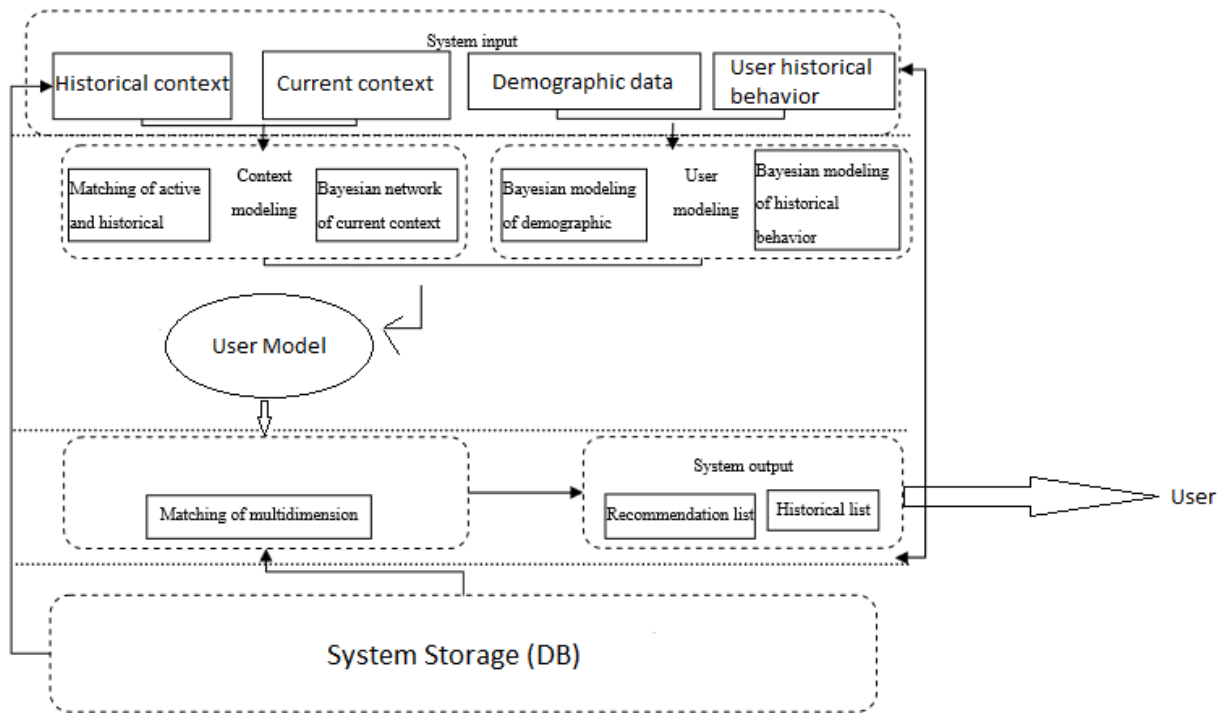 System input
Historical context
Current context
Demographic data
User historical
behavior
Matching of active
and historical
Context
modeling
Bayesian network
of current context
Bayesian modeling
of demographic
User
modeling
Bayesian modeling
of historical
behavior
User Model
Matching of multidimension
System output
Recommendation list
Historical list
User
System Storage (DB)